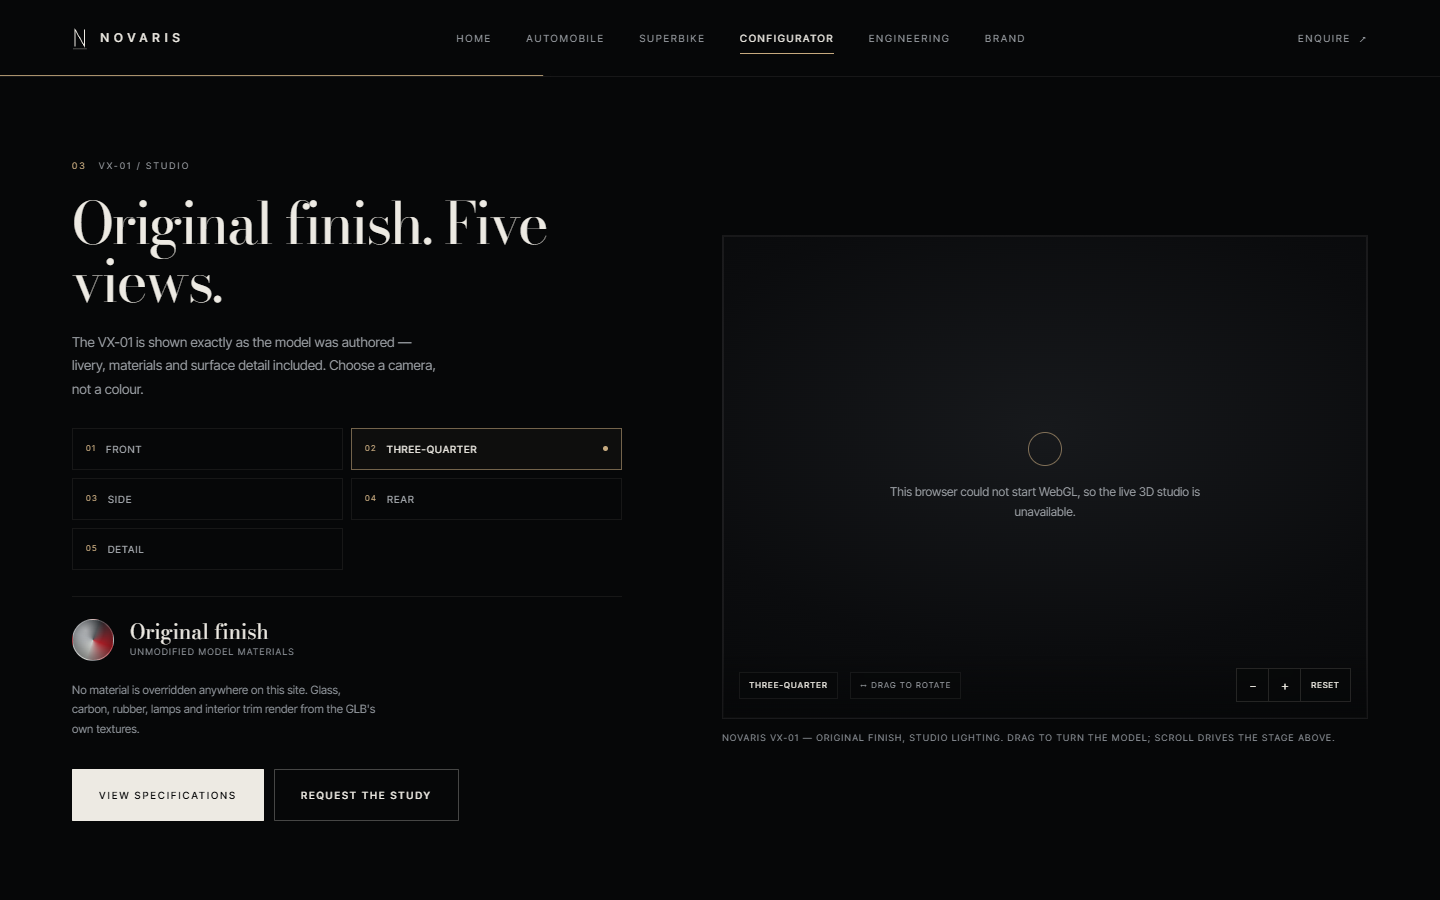 N NOVARIS
HOME AUTOMOBILE SUPERBIKE CONFIGURATOR ENGINEERING BRAND
ENQUIRE ↗
03 VX-01 / STUDIO
Original finish. Five
views.
The VX-01 is shown exactly as the model was authored —
livery, materials and surface detail included. Choose a camera,
not a colour.
01 FRONT
02 THREE-QUARTER
03 SIDE
04 REAR
05 DETAIL
Original finish
UNMODIFIED MODEL MATERIALS
No material is overridden anywhere on this site. Glass,
carbon, rubber, lamps and interior trim render from the GLB's
own textures.
VIEW SPECIFICATIONS
REQUEST THE STUDY
This browser could not start WebGL, so the live 3D studio is
unavailable.
THREE-QUARTER
↔ DRAG TO ROTATE
− + RESET
NOVARIS VX-01 — ORIGINAL FINISH, STUDIO LIGHTING. DRAG TO TURN THE MODEL; SCROLL DRIVES THE STAGE ABOVE.